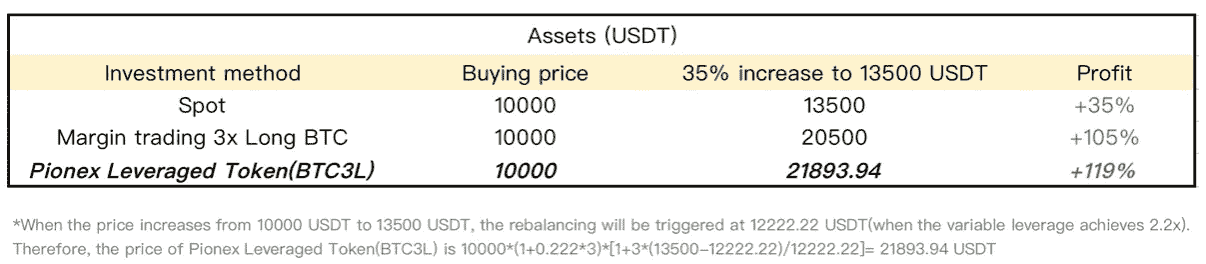 Assets (USDT)
Investment method Buying price 35% increase to 13500 USDT Profit
Spot 10000 13500 +35%
Margin trading 3x Long BTC 10000 20500 +105%
Pionex Leveraged Token(BTC3L) 10000 21893.94 +119%
*When the price increases from 10000 USDT to 13500 USDT, the rebalancing will be triggered at 12222.22 USDT(when the variable leverage achieves 2.2x).
Therefore, the price of Pionex Leveraged Token(BTC3L) is 10000*(1+0.222*3)*[1+3*(13500-12222.22)/12222.22]= 21893.94 USDT